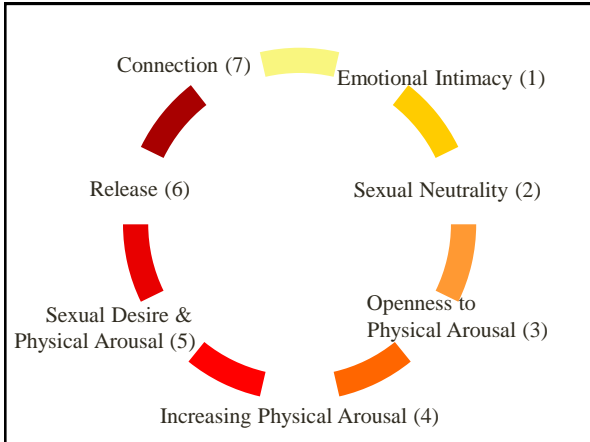 Connection (7)
Emotional Intimacy (1)
Release (6)
Sexual Neutrality (2)
Sexual Desire &
Physical Arousal (5)
Openness to
Physical Arousal (3)
Increasing Physical Arousal (4)